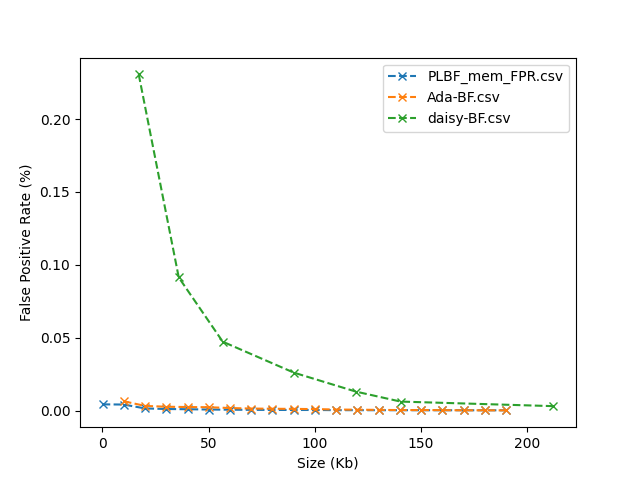 PLBF_mem_FPR.csv
Ada-BF.csv
daisy-BF.csv
False Positive Rate (%)
0.20
0.15
0.10
0.05
0.00
0 50 100 150 200
Size (Kb)